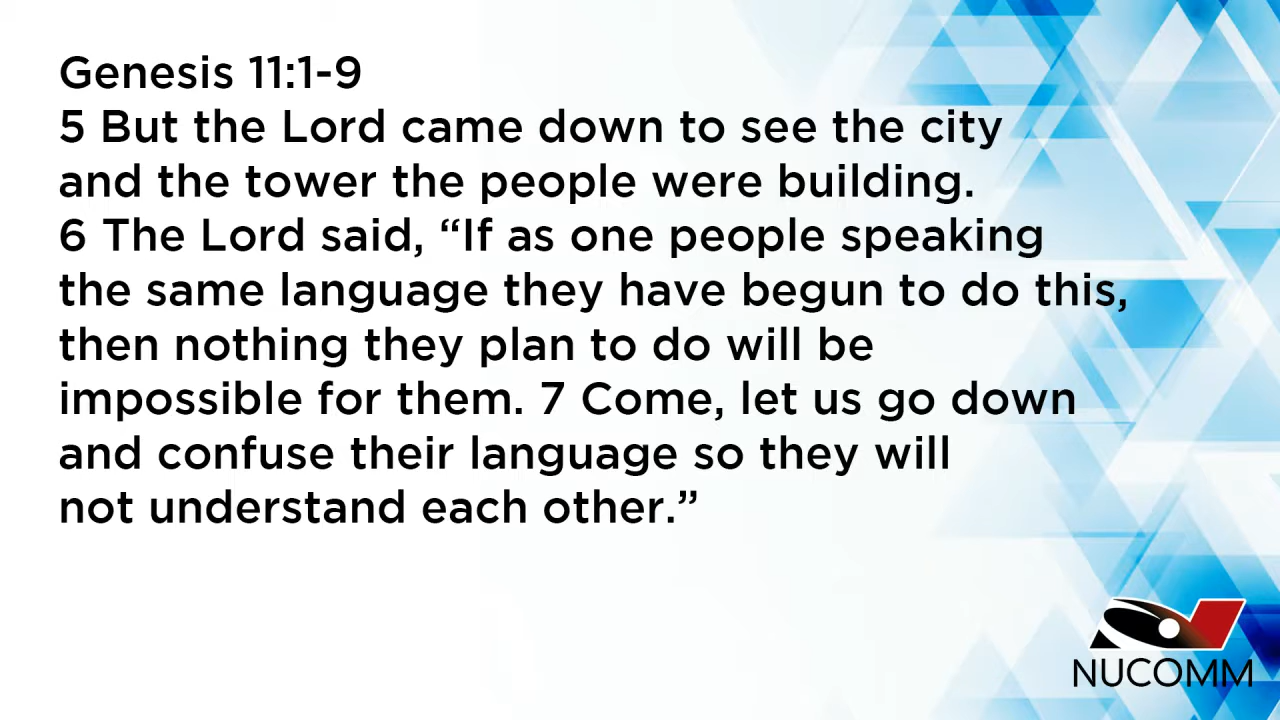 Genesis 11:1-9
5 But the Lord came down to see the city
and the tower the people were building.
6 The Lord said, “If as one people speaking
the same language they have begun to do this,
then nothing they plan to do will be
impossible for them. 7 Come, let us go down
and confuse their language so they will
not understand each other.”
NUCOMM